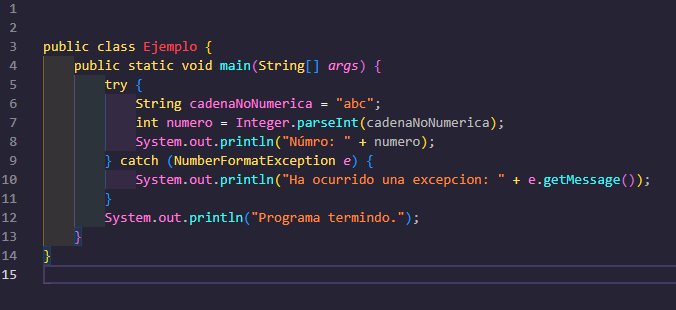 1
2
3 public class Ejemplo {
4     public static void main(String[] args) {
5         try {
6             String cadenaNoNumerica = "abc";
7             int numero = Integer.parseInt(cadenaNoNumerica);
8             System.out.println("Númro: " + numero);
9         } catch (NumberFormatException e) {
10             System.out.println("Ha ocurrido una excepcion: " + e.getMessage());
11         }
12         System.out.println("Programa termindo.");
13     }
14 }
15